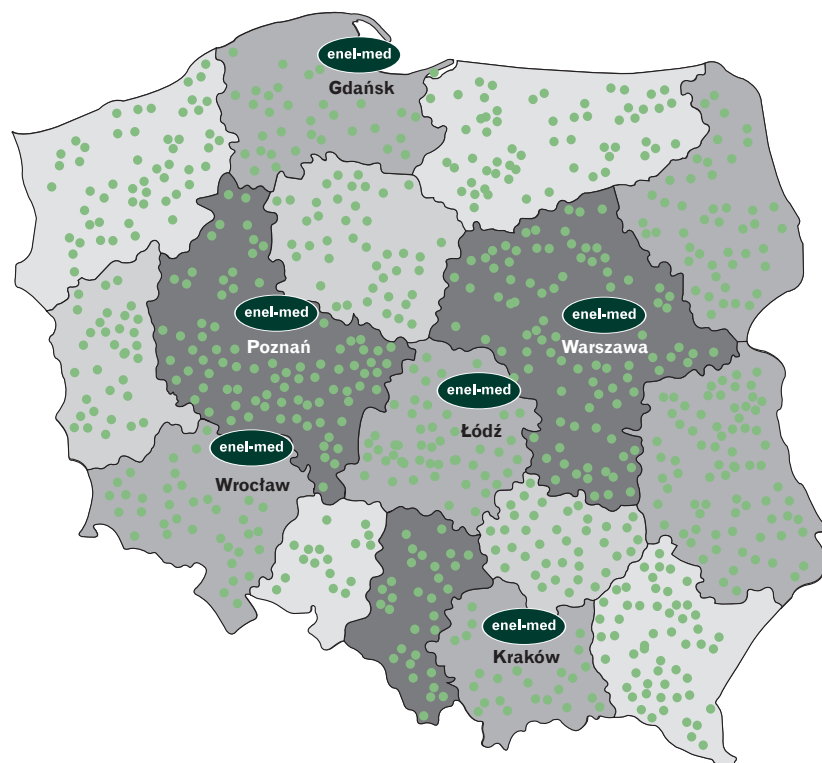 enel-med
Gdańsk
enel-med
Poznań
enel-med
Warszawa
enel-med
Łódź
enel-med
Wrocław
enel-med
Kraków